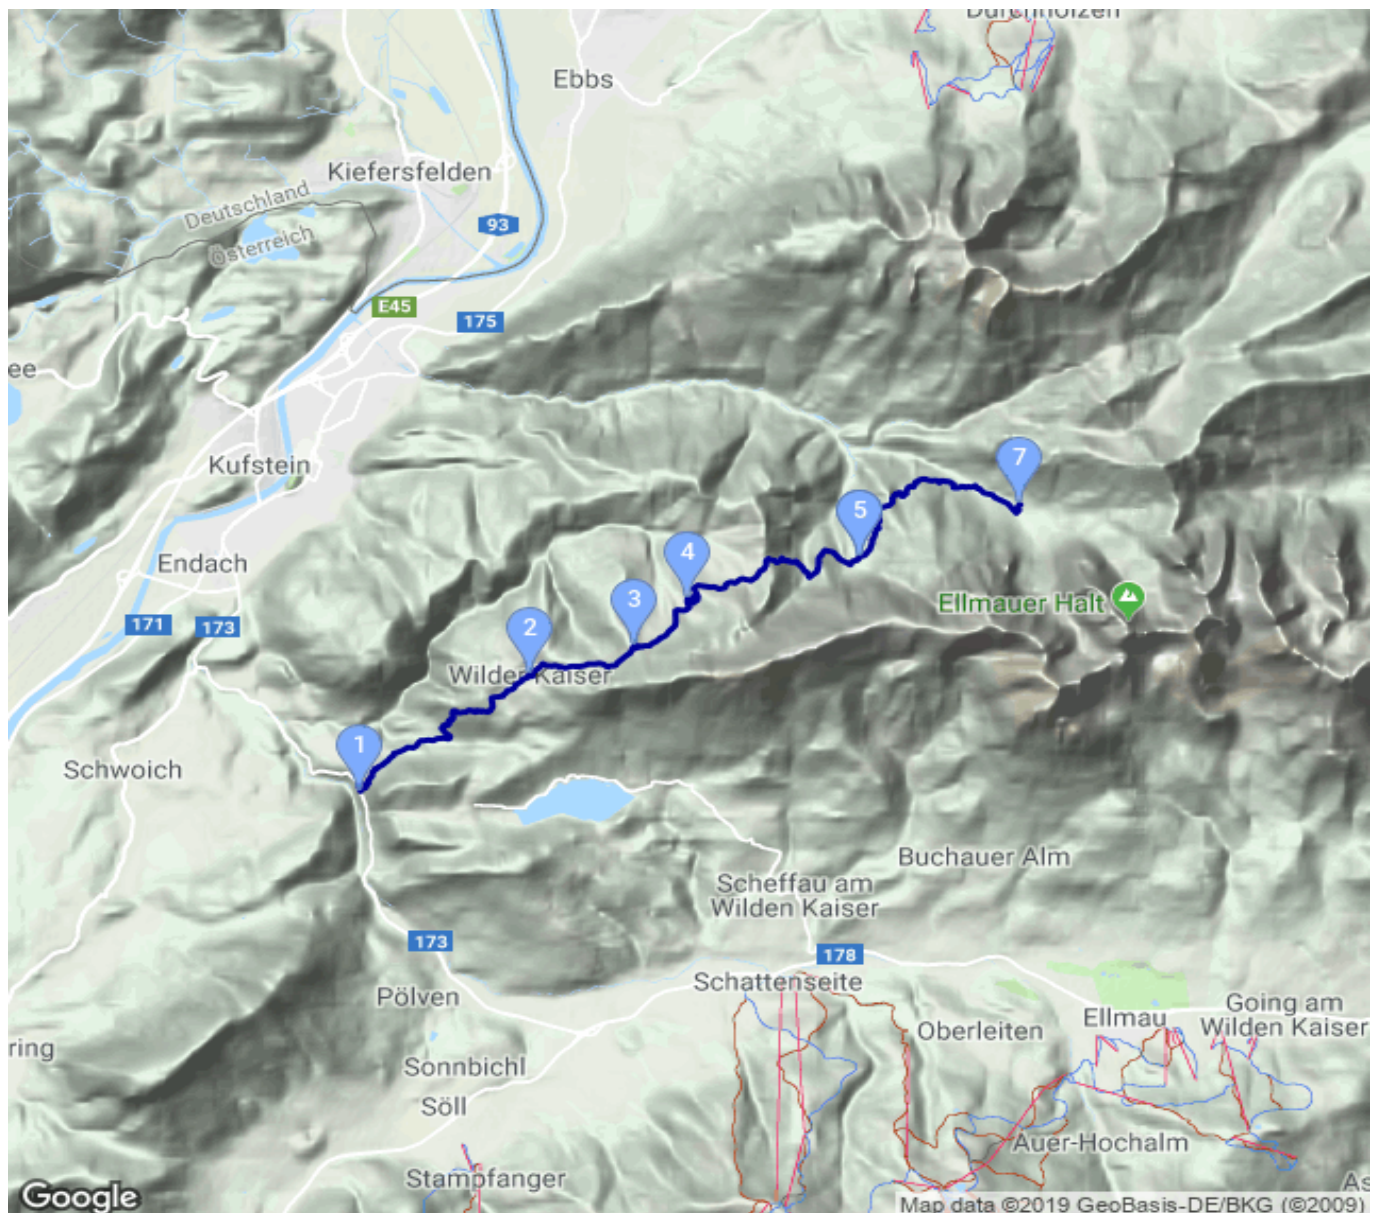 Durchholzen
Ebbs
Kiefersfelden
Deutschland
Österreich
93
E45
175
ee
7
Kufstein
5
Endach
4
Ellmauer Halt
3
171
173
2
Wilder Kaiser
1
Schwoich
Buchauer Alm
Scheffau am
Wilden Kaiser
173
178
Schattenseite
Pölven
Going am
Wilden Kaiser
Ellmau
Oberleiten
ring
Sonnbichl
Söll
Auer-Hochalm
Stampfanger
As
Google
Map data ©2019 GeoBasis-DE/BKG (©2009)